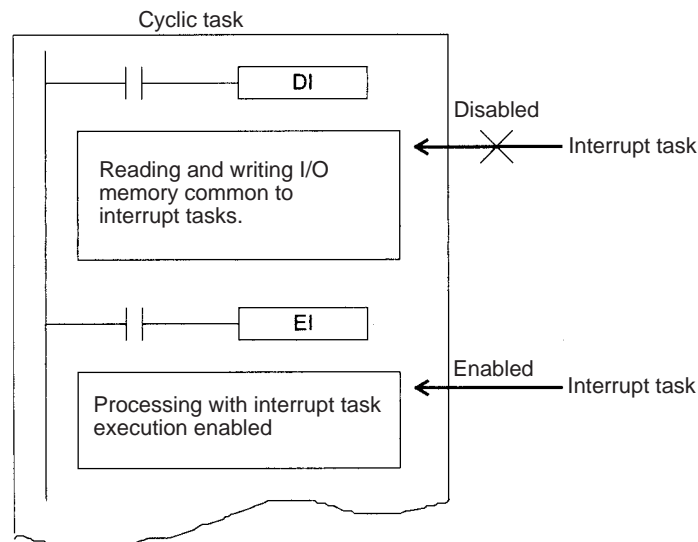 Cyclic task
DI
Disabled
Interrupt task
Reading and writing I/O
memory common to
interrupt tasks.
EI
Enabled
Interrupt task
Processing with interrupt task
execution enabled